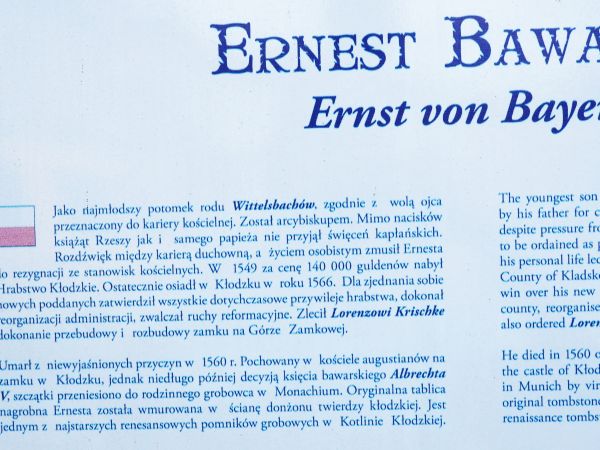 ERNEST BAWA
Ernst von Baye
Jako najmłodszy potomek rodu Wittelsbachów, zgodnie z wolą ojca
przeznaczony do kariery kościelnej. Został arcybiskupem. Mimo nacisków
książąt Rzeszy jak i samego papieża nie przyjął święceń kapłańskich.
Rozdźwięk między karierą duchowną, a życiem osobistym zmusił Ernesta
do rezygnacji ze stanowisk kościelnych. W 1549 za cenę 140 000 guldenów nabył
Hrabstwo Kłodzkie. Ostatecznie osiadł w Kłodzku w roku 1566. Dla zjednania sobie
nowych poddanych zatwierdził wszystkie dotychczasowe przywileje hrabstwa, dokonał
reorganizacji administracji, zwalczał ruchy reformacyjne. Zlecił Lorenzowi Krischke
dokonanie przebudowy i rozbudowy zamku na Górze Zamkowej.
Umarł z niewyjaśnionych przyczyn w 1560 r. Pochowany w kościele augustianów na
zamku w Kłodzku, jednak niedługo później decyzją księcia bawarskiego Albrechta
V, szczątki przeniesiono do rodzinnego grobowca w Monachium. Oryginalna tablica
nagrobna Ernesta została wmurowana w ścianę donżonu twierdzy kłodzkiej. Jest
jednym z najstarszych renesansowych pomników grobowych w Kotlinie Kłodzkiej.
The youngest son
by his father for c
despite pressure fro
to be ordained as p
his personal life led
County of Kladsko
win over his new
county, reorganise
also ordered Loren
He died in 1560 o
the castle of Kłod
in Munich by vir
original tombstone
renaissance tombs